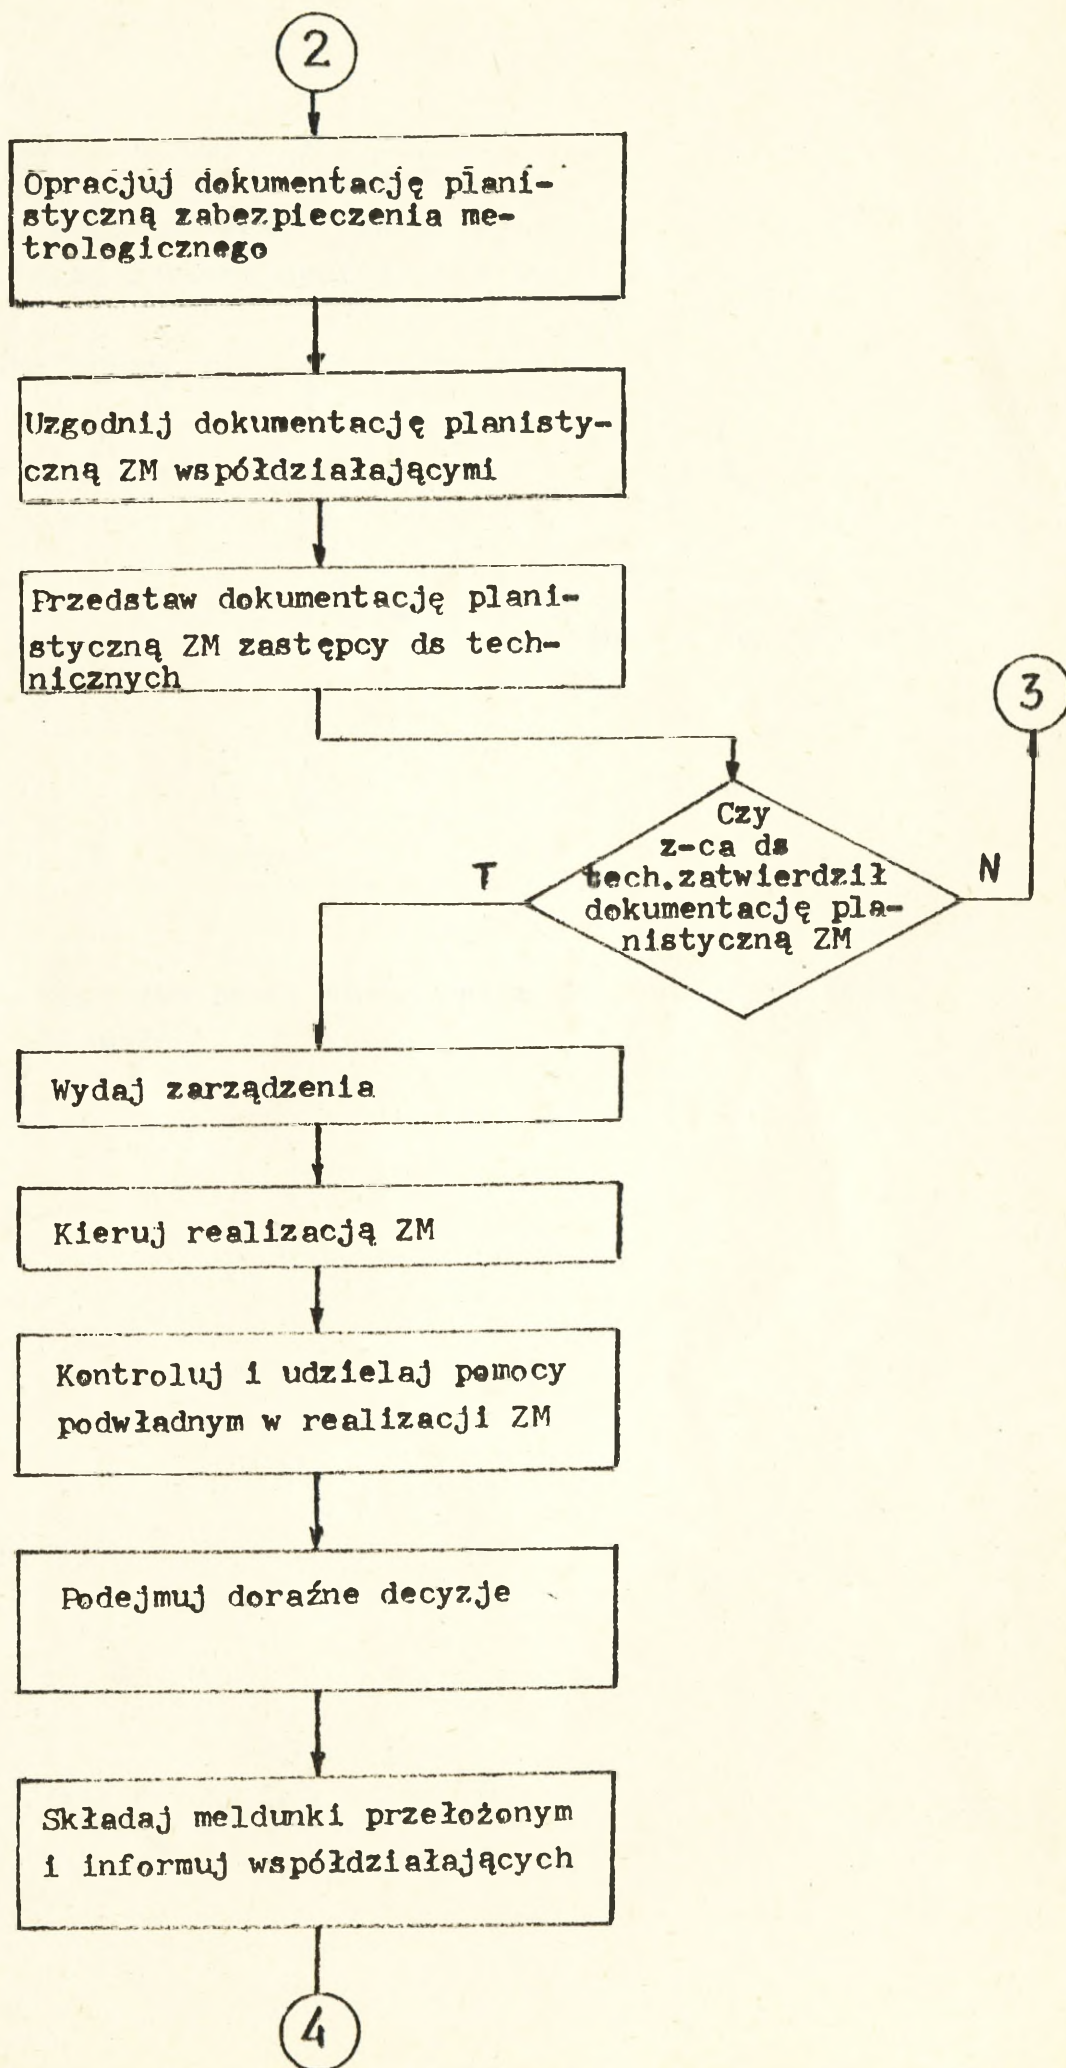 2
Opracjuj dokumentację plani-
styczną zabezpieczenia me-
trologicznego
Uzgodnij dokumentację planisty-
czną ZM współdziałającymi
Przedstaw dokumentację plani-
styczną ZM zastępcy ds tech-
nicznych
3
Czy
z-ca ds
T
tech.zatwierdził
N
dokumentację pla-
nistyczną ZM
Wydaj zarządzenia
Kieruj realizacją ZM
Kontroluj i udzielaj pomocy
podwładnym w realizacji ZM
Podejmuj doraźne decyzje
Składaj meldunki przełożonym
i informuj współdziałających
4